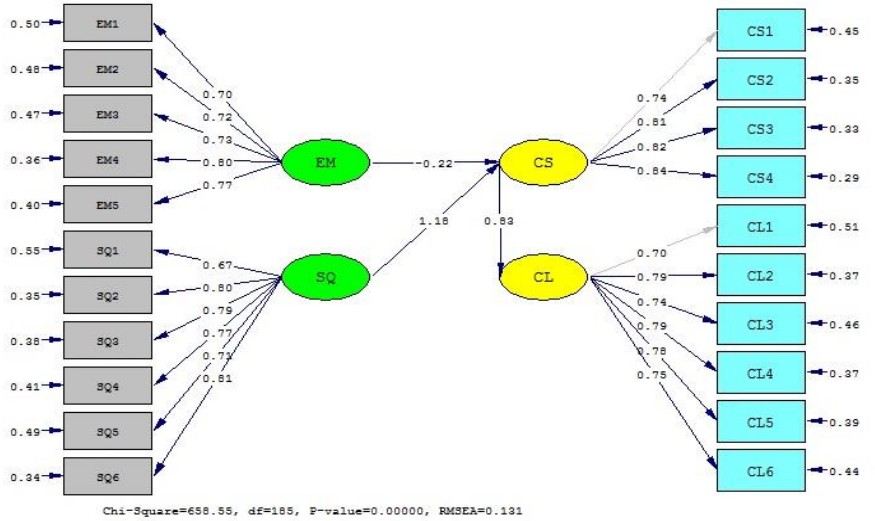 0.50 EM1 CS1 0.45
0.48 EM2 CS2 0.35
0.70 0.74
0.72 0.81
0.47 EM3 0.73 0.82 CS3 0.33
0.36 EM4 0.80 EM -0.22 CS 0.84 CS4 0.29
0.40 EM5 0.77 CL1 0.51
0.55 SQ1 1.18 0.83
0.67 0.70
0.35 SQ2 0.80 SQ CL 0.79 CL2 0.37
0.38 SQ3 0.79 0.74 CL3 0.46
0.77 0.79
0.41 SQ4 0.71 0.78 CL4 0.37
0.81 0.75
0.49 SQ5 CL5 0.39
0.34 SQ6 CL6 0.44
Chi-Square=658.55, df=185, P-value=0.00000, RMSEA=0.131